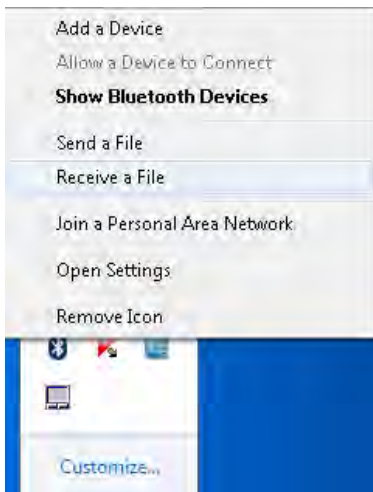 Add a Device
Allow a Device to Connect
Show Bluetooth Devices
Send a File
Receive a File
Join a Personal Area Network
Open Settings
Remove Icon
Customize...